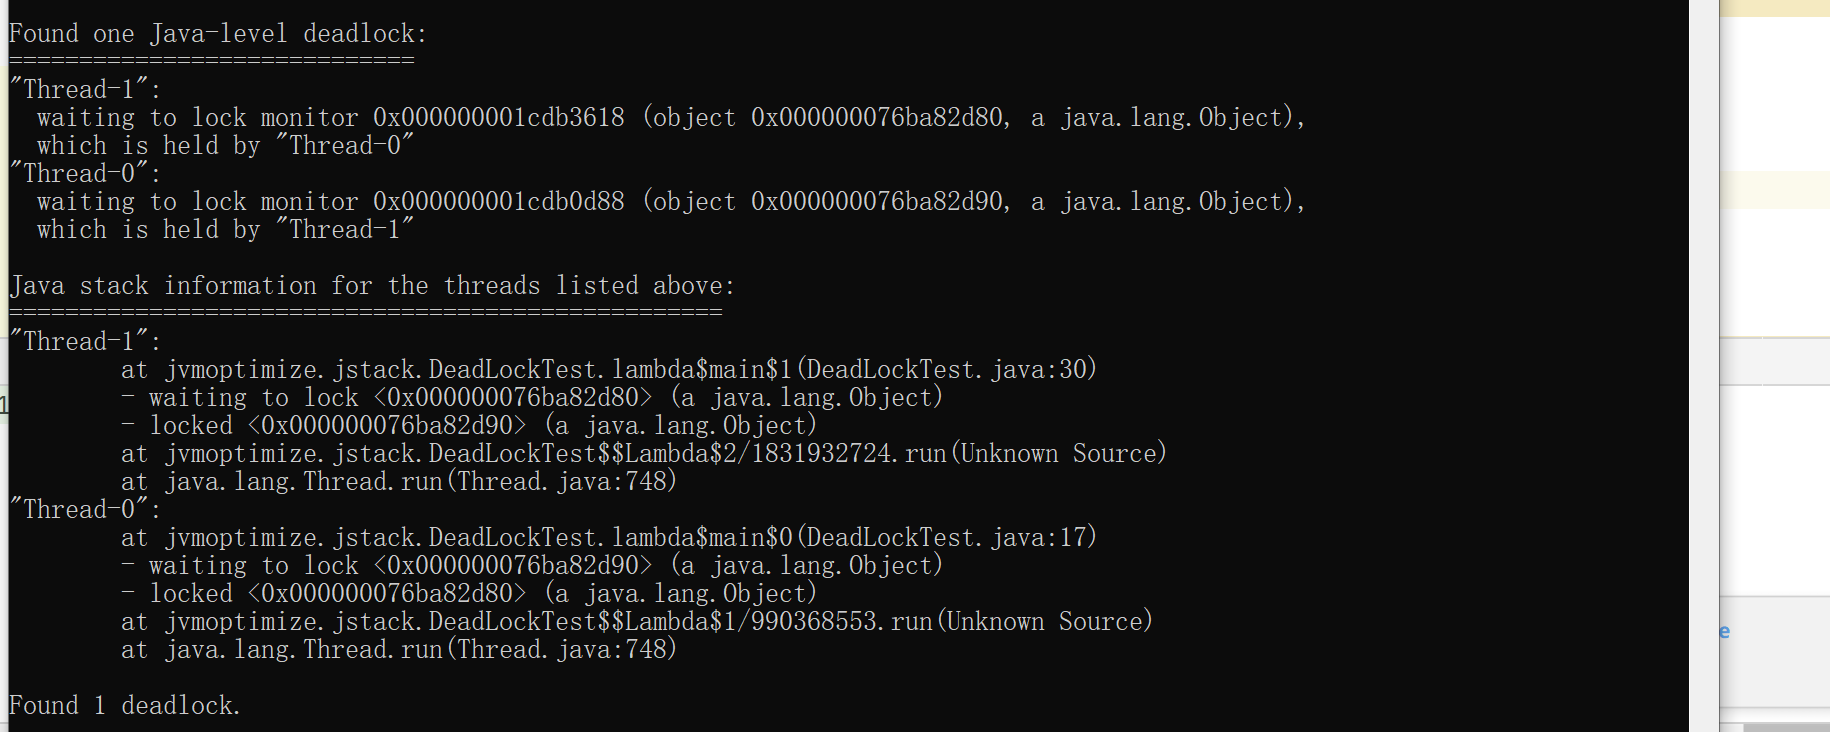 Found one Java-level deadlock:
=============================
"Thread-1":
  waiting to lock monitor 0x000000001cdb3618 (object 0x000000076ba82d80, a java.lang.Object),
  which is held by "Thread-0"
"Thread-0":
  waiting to lock monitor 0x000000001cdb0d88 (object 0x000000076ba82d90, a java.lang.Object),
  which is held by "Thread-1"

Java stack information for the threads listed above:
===================================================
"Thread-1":
        at jvmoptimize.jstack.DeadLockTest.lambda$main$1(DeadLockTest.java:30)
        - waiting to lock <0x000000076ba82d80> (a java.lang.Object)
        - locked <0x000000076ba82d90> (a java.lang.Object)
        at jvmoptimize.jstack.DeadLockTest$$Lambda$2/1831932724.run(Unknown Source)
        at java.lang.Thread.run(Thread.java:748)
"Thread-0":
        at jvmoptimize.jstack.DeadLockTest.lambda$main$0(DeadLockTest.java:17)
        - waiting to lock <0x000000076ba82d90> (a java.lang.Object)
        - locked <0x000000076ba82d80> (a java.lang.Object)
        at jvmoptimize.jstack.DeadLockTest$$Lambda$1/990368553.run(Unknown Source)
        at java.lang.Thread.run(Thread.java:748)

Found 1 deadlock.